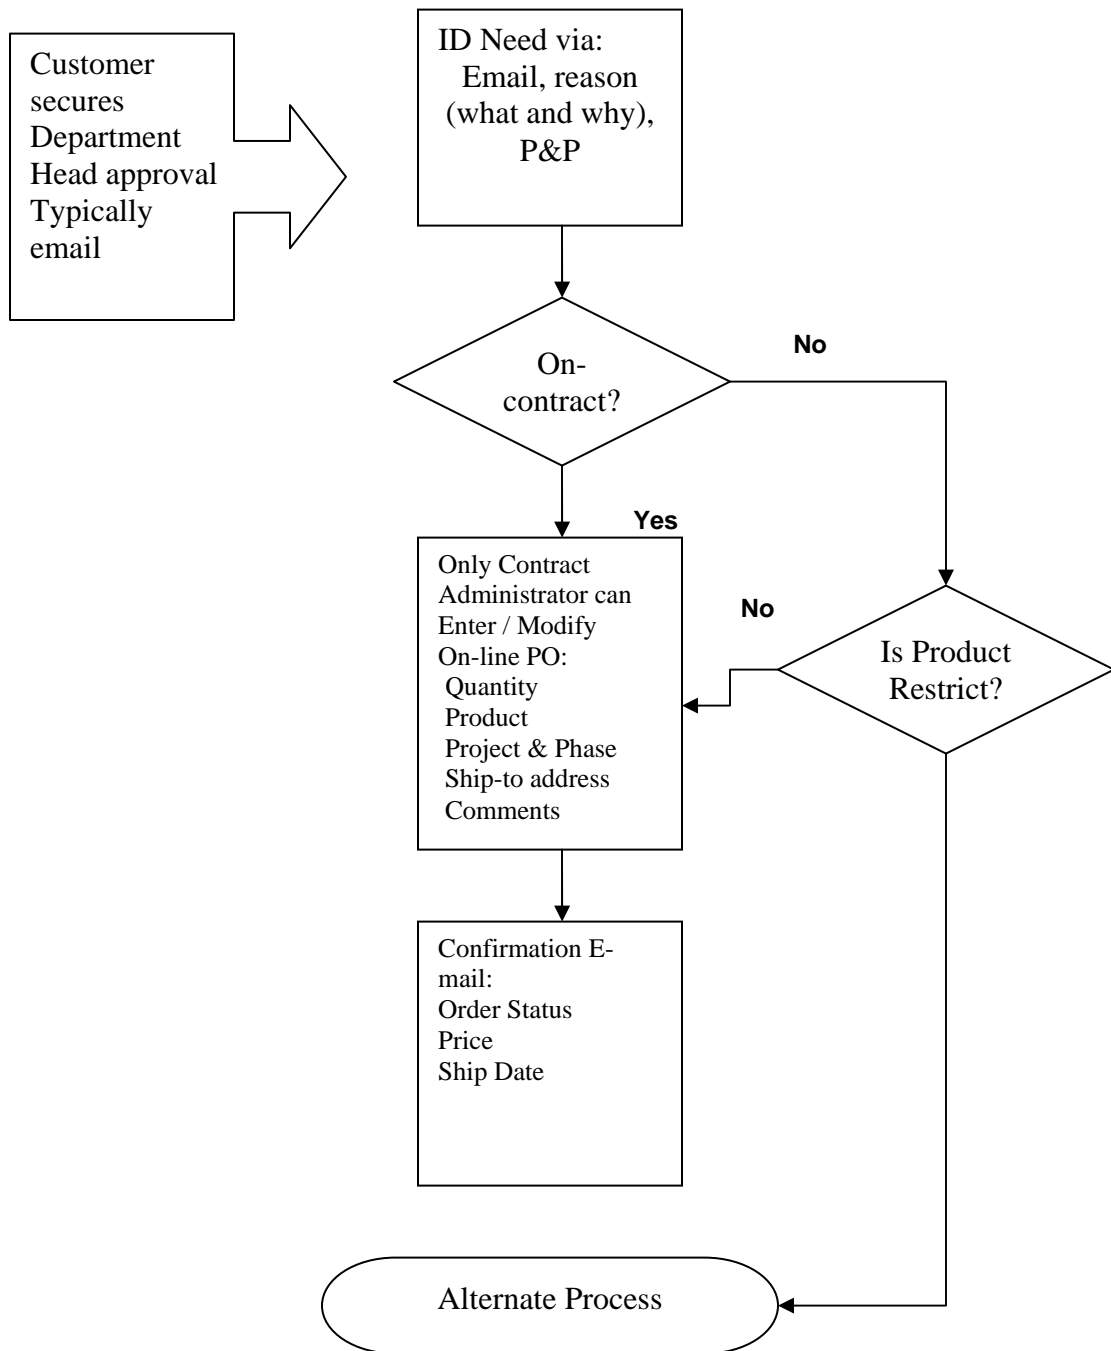 Customer
secures
Department
Head approval
Typically
email
ID Need via:
Email, reason
(what and why),
P&P
On-
contract?
No
Yes
Only Contract
Administrator can
Enter / Modify
On-line PO:
Quantity
Product
Project & Phase
Ship-to address
Comments
No
Is Product
Restrict?
Confirmation E-
mail:
Order Status
Price
Ship Date
Alternate Process